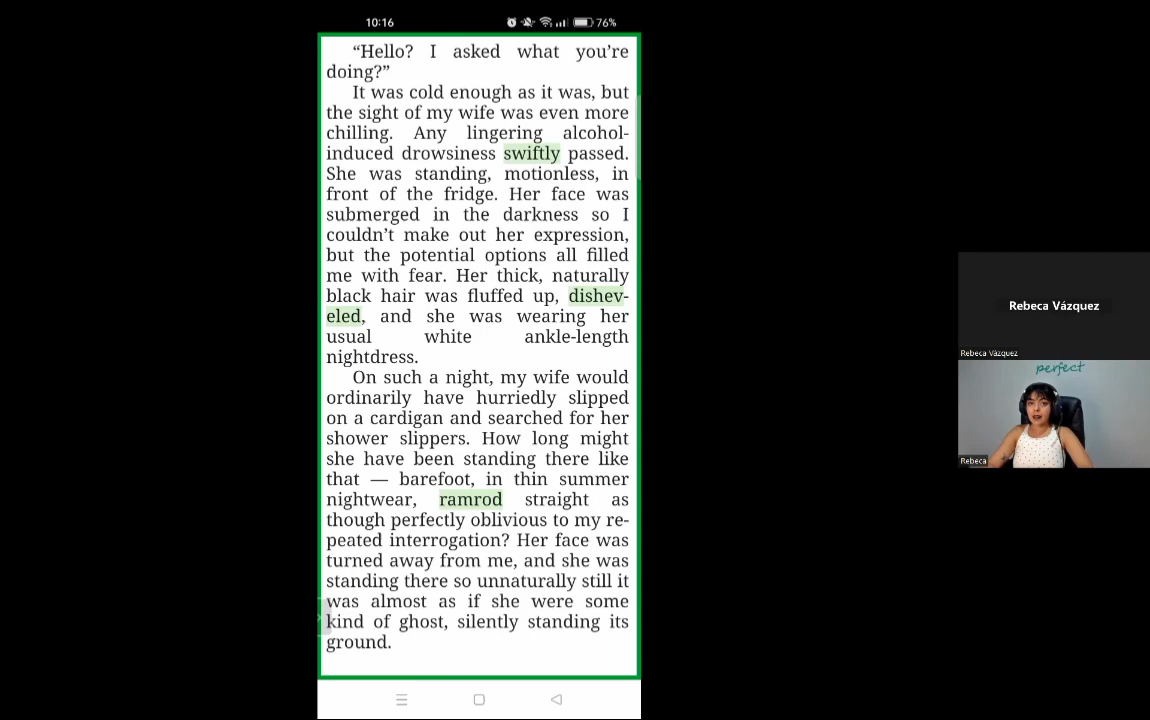 10:16
76%
“Hello? I asked what you’re
doing?”
It was cold enough as it was, but
the sight of my wife was even more
chilling. Any lingering alcohol-
induced drowsiness swiftly passed.
She was standing, motionless, in
front of the fridge. Her face was
submerged in the darkness so I
couldn’t make out her expression,
but the potential options all filled
me with fear. Her thick, naturally
black hair was fluffed up, dishev-
eled, and she was wearing her
usual white ankle-length
nightdress.
On such a night, my wife would
ordinarily have hurriedly slipped
on a cardigan and searched for her
shower slippers. How long might
she have been standing there like
that — barefoot, in thin summer
nightwear, ramrod straight as
though perfectly oblivious to my re-
peated interrogation? Her face was
turned away from me, and she was
standing there so unnaturally still it
was almost as if she were some
kind of ghost, silently standing its
ground.
Rebeca Vázquez
Rebeca Vázquez
perfect
Rebeca